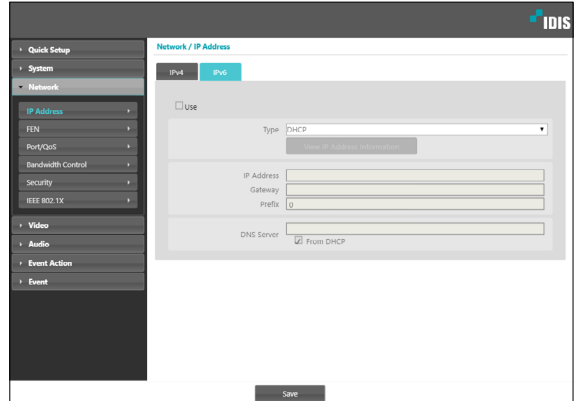 IDIS
Quick Setup
System
Network
IP Address
FEN
Port/QoS
Bandwidth Control
Security
IEEE 802.1X
Video
Audio
Event Action
Event
Network / IP Address
IPv4 IPv6
Use
Type DHCP
View IP Address Information
IP Address
Gateway
Prefix 0
DNS Server
From DHCP
Save